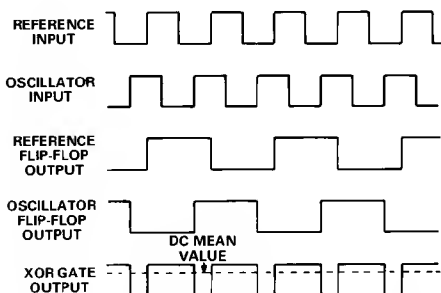 REFERENCE
INPUT
OSCILLATOR
INPUT
REFERENCE
FLIP-FLOP
OUTPUT
OSCILLATOR
FLIP-FLOP
OUTPUT
DC MEAN
VALUE
XOR GATE
OUTPUT